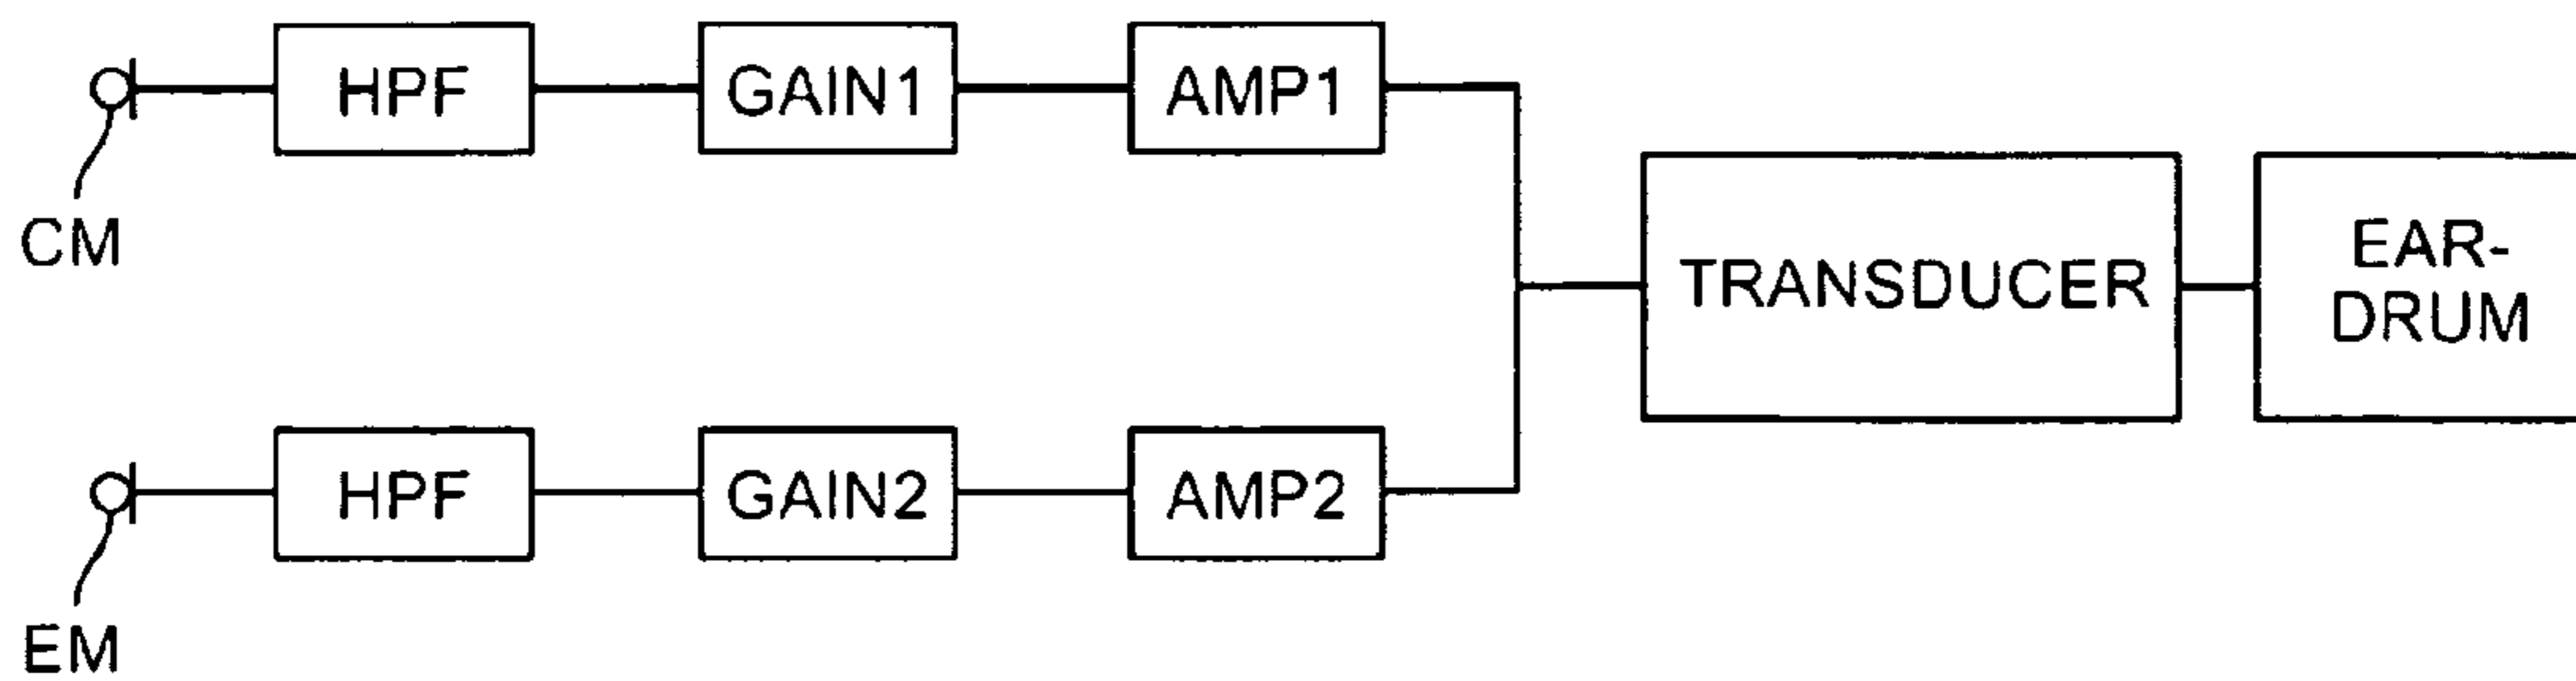 HPF
GAIN1
AMP1
CM
TRANSDUCER
EAR-
DRUM
HPF
GAIN2
AMP2
EM